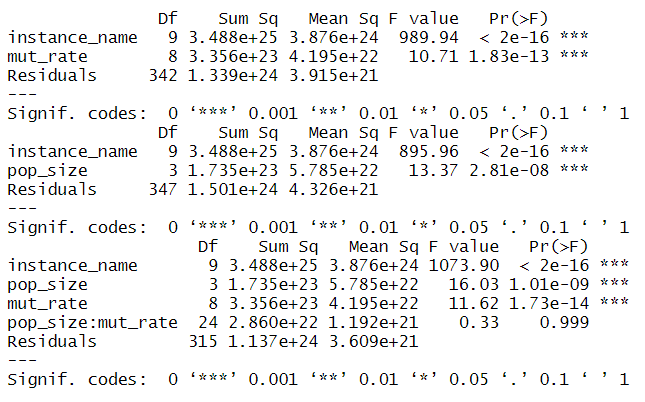 Df    Sum Sq   Mean Sq F value   Pr(>F)
instance_name   9 3.488e+25 3.876e+24  989.94  < 2e-16 ***
mut_rate        8 3.356e+23 4.195e+22   10.71 1.83e-13 ***
Residuals     342 1.339e+24 3.915e+21
---
Signif. codes:  0 ‘***’ 0.001 ‘**’ 0.01 ‘*’ 0.05 ‘.’ 0.1 ‘ ’ 1
               Df    Sum Sq   Mean Sq F value   Pr(>F)
instance_name   9 3.488e+25 3.876e+24  895.96  < 2e-16 ***
pop_size        3 1.735e+23 5.785e+22   13.37 2.81e-08 ***
Residuals     347 1.501e+24 4.326e+21
---
Signif. codes:  0 ‘***’ 0.001 ‘**’ 0.01 ‘*’ 0.05 ‘.’ 0.1 ‘ ’ 1
                   Df    Sum Sq   Mean Sq F value   Pr(>F)
instance_name       9 3.488e+25 3.876e+24 1073.90  < 2e-16 ***
pop_size            3 1.735e+23 5.785e+22   16.03 1.01e-09 ***
mut_rate            8 3.356e+23 4.195e+22   11.62 1.73e-14 ***
pop_size:mut_rate  24 2.860e+22 1.192e+21    0.33    0.999
Residuals         315 1.137e+24 3.609e+21
---
Signif. codes:  0 ‘***’ 0.001 ‘**’ 0.01 ‘*’ 0.05 ‘.’ 0.1 ‘ ’ 1